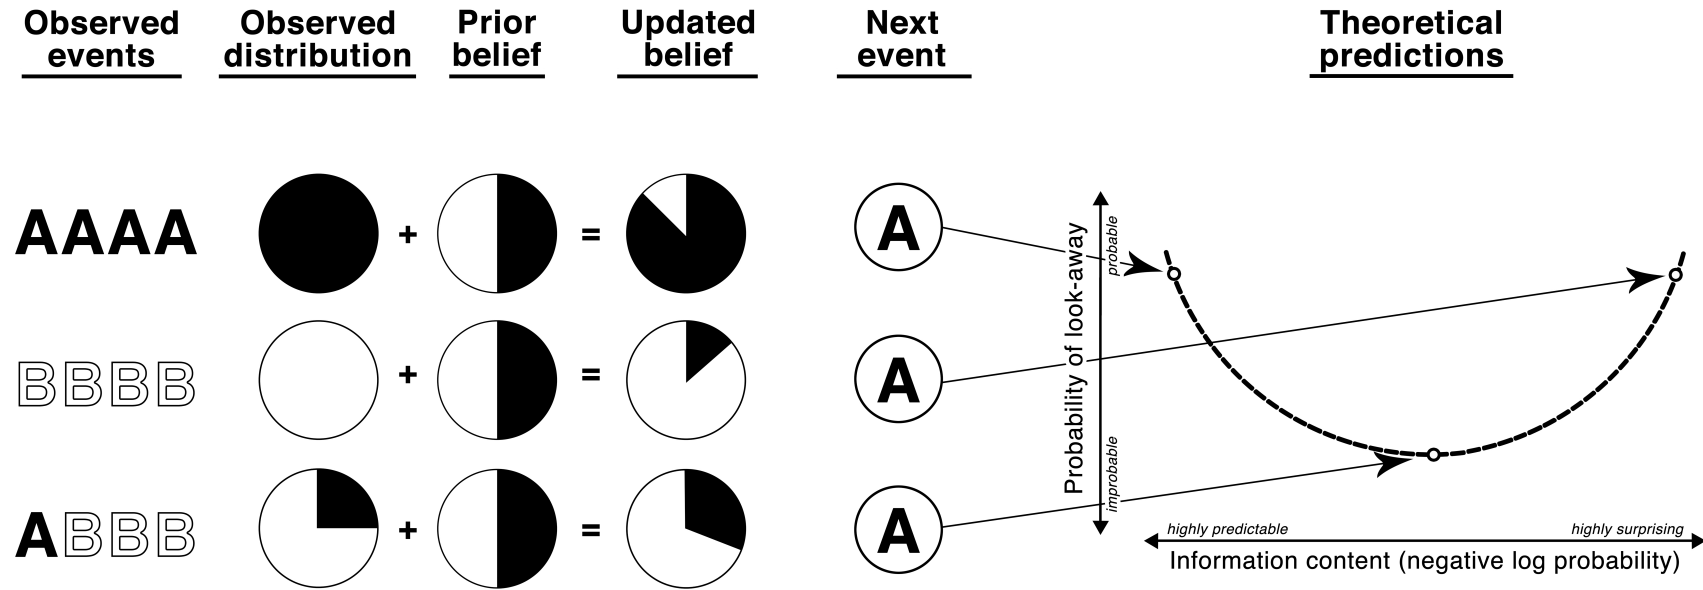 Observed events
Observed distribution
Prior belief
Updated belief
Next event
Theoretical predictions
AAAA
+
=
A
BBBB
+
=
A
ABBB
+
=
A
Probability of look-away
probable
improbable
highly predictable
highly surprising
Information content (negative log probability)